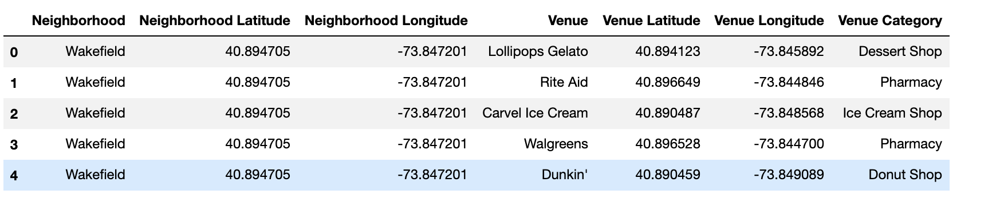 Neighborhood Neighborhood Latitude Neighborhood Longitude Venue Venue Latitude Venue Longitude Venue Category
0 Wakefield 40.894705 -73.847201 Lollipops Gelato 40.894123 -73.845892 Dessert Shop
1 Wakefield 40.894705 -73.847201 Rite Aid 40.896649 -73.844846 Pharmacy
2 Wakefield 40.894705 -73.847201 Carvel Ice Cream 40.890487 -73.848568 Ice Cream Shop
3 Wakefield 40.894705 -73.847201 Walgreens 40.896528 -73.844700 Pharmacy
4 Wakefield 40.894705 -73.847201 Dunkin' 40.890459 -73.849089 Donut Shop